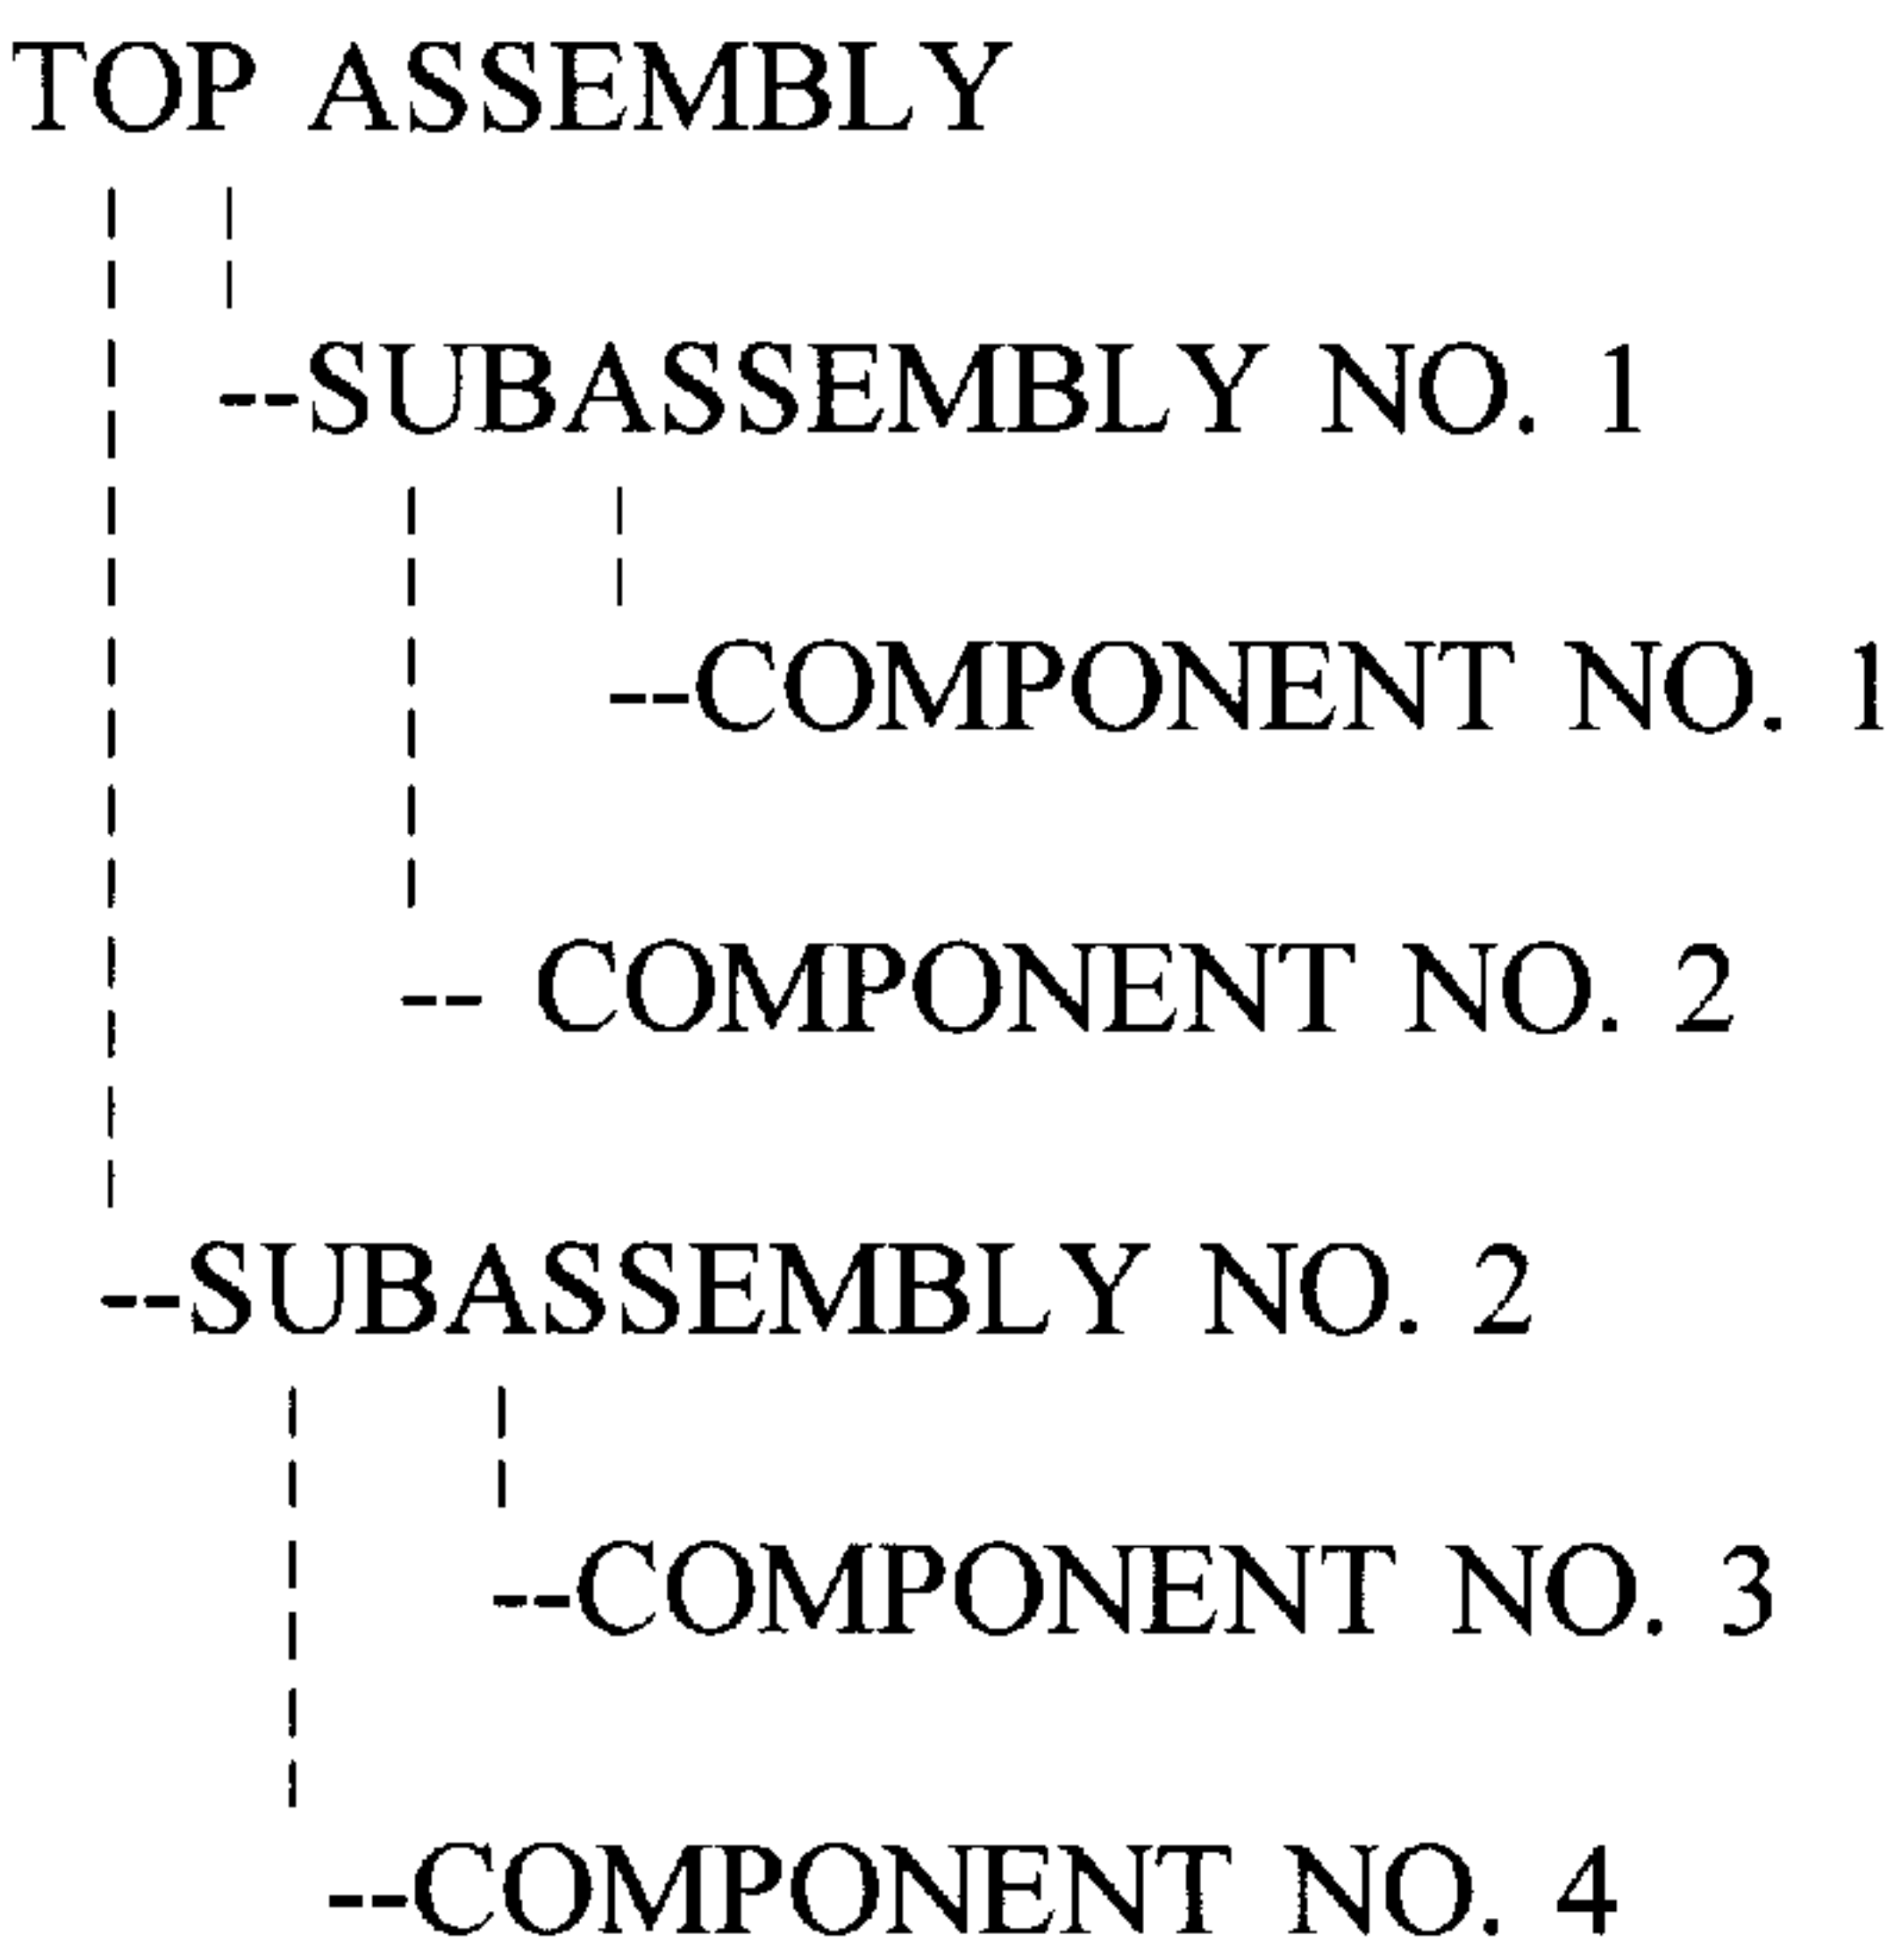 TOP ASSEMBLY
--SUBASSEMBLY NO. 1
--COMPONENT NO. 1
-- COMPONENT NO. 2
--SUBASSEMBLY NO. 2
--COMPONENT NO. 3
--COMPONENT NO. 4